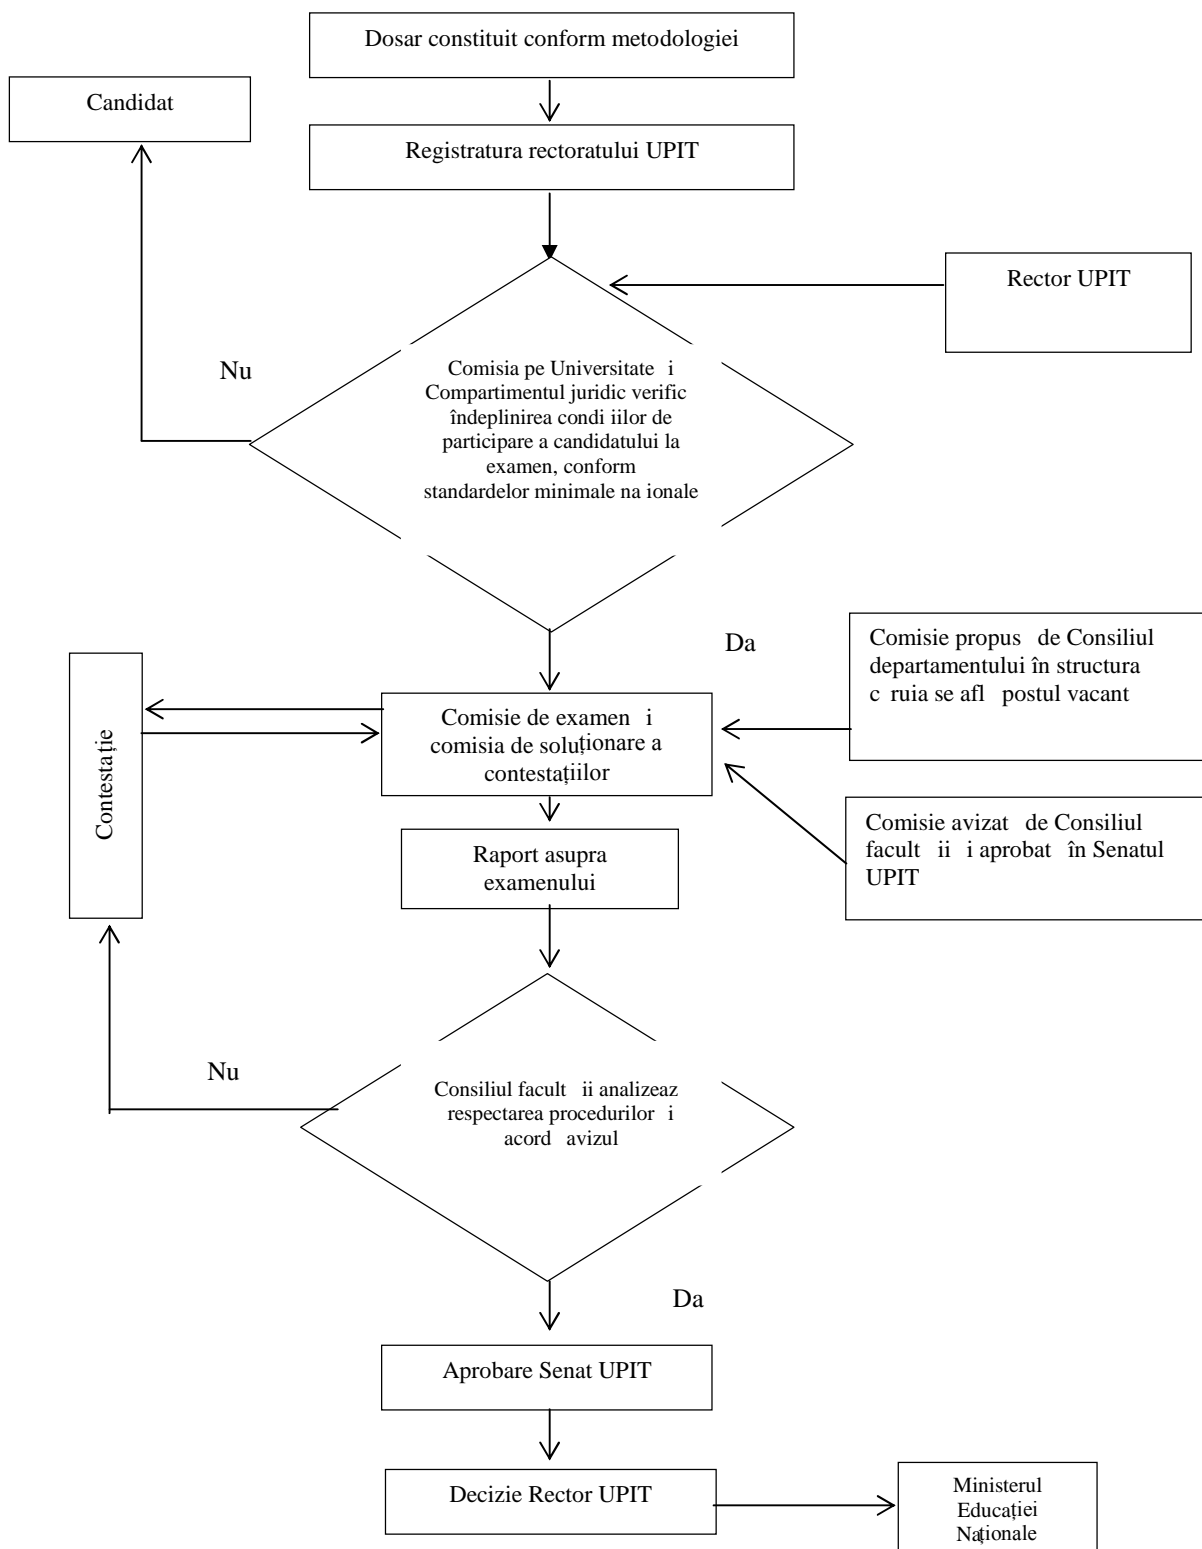 Dosar constituit conform metodologiei
Candidat
Registratura rectoratului UPIT
Rector UPIT
Nu
Comisia pe Universitate i
Compartimentul juridic verific
îndeplinirea condi iilor de
participare a candidatului la
examen, conform
standardelor minimale na ionale
Da
Comisie propus de Consiliul
departamentului în structura
c ruia se afl postul vacant
Contestație
Comisie de examen i
comisia de soluționare a
contestațiilor
Comisie avizat de Consiliul
facult ii i aprobat în Senatul
UPIT
Raport asupra
examenului
Nu
Consiliul facult ii analizeaz
respectarea procedurilor i
acord avizul
Da
Aprobare Senat UPIT
Decizie Rector UPIT
Ministerul
Educației
Naționale